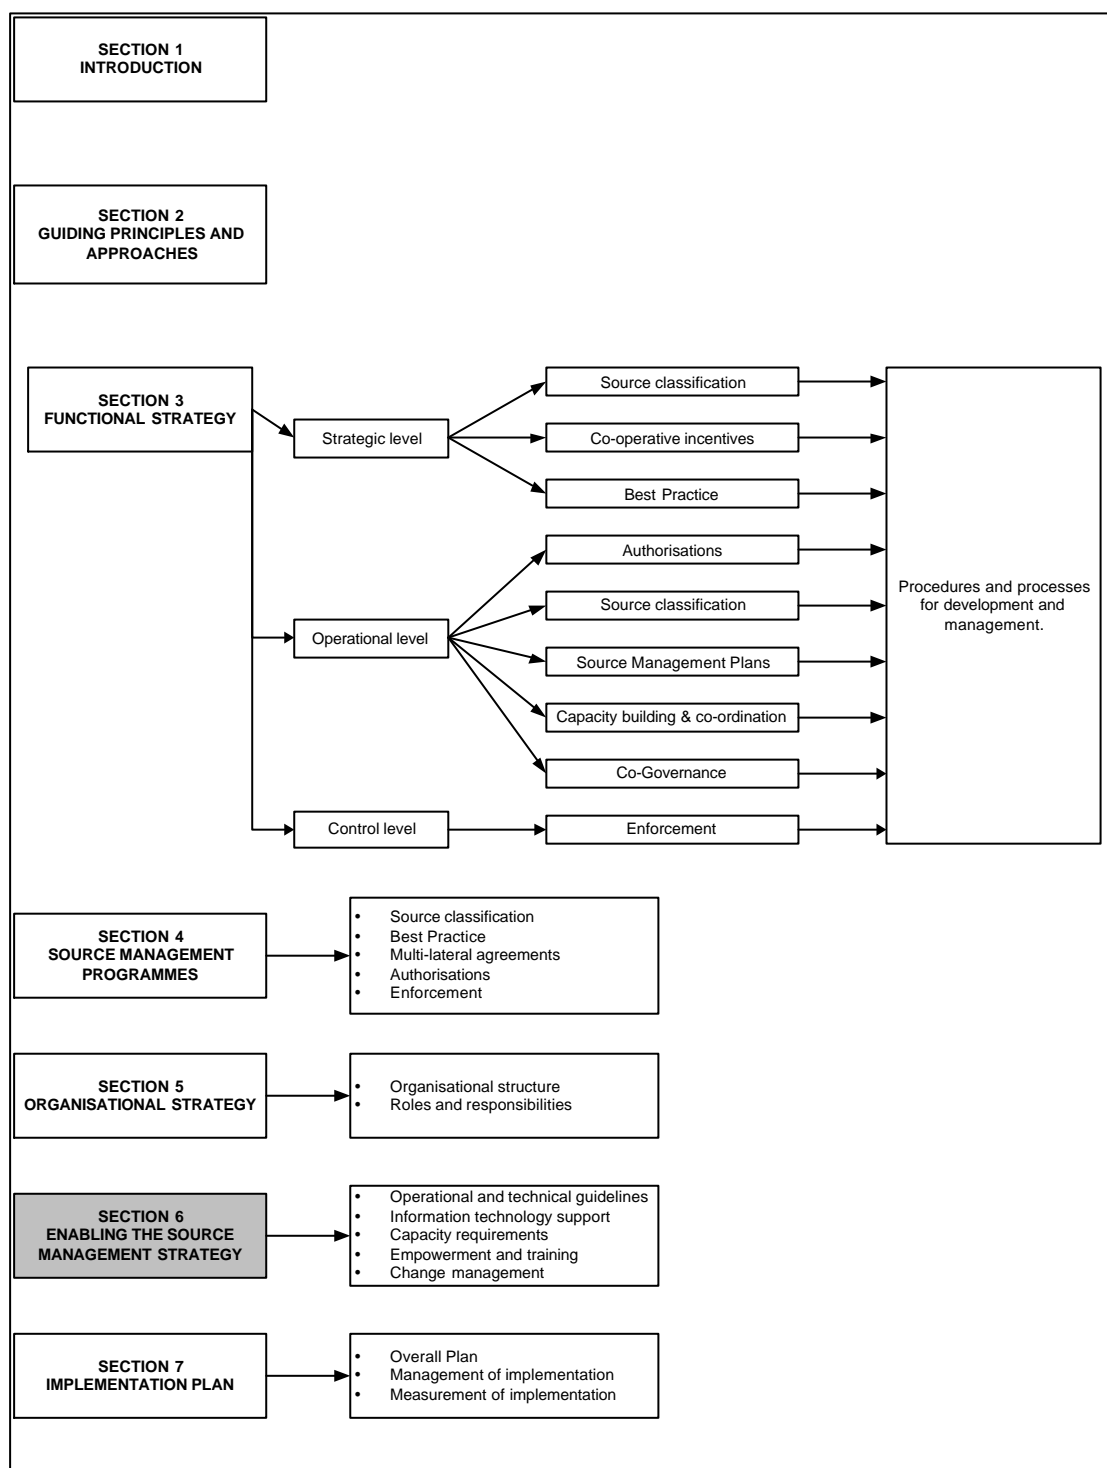 SECTION 1
INTRODUCTION
SECTION 2
GUIDING PRINCIPLES AND
APPROACHES
SECTION 3
FUNCTIONAL STRATEGY
Strategic level
Source classification
Co-operative incentives
Best Practice
Operational level
Authorisations
Source classification
Source Management Plans
Capacity building & co-ordination
Co-Governance
Control level
Enforcement
Procedures and processes
for development and
management.
SECTION 4
SOURCE MANAGEMENT
PROGRAMMES
• Source classification
• Best Practice
• Multi-lateral agreements
• Authorisations
• Enforcement
SECTION 5
ORGANISATIONAL STRATEGY
• Organisational structure
• Roles and responsibilities
SECTION 6
ENABLING THE SOURCE
MANAGEMENT STRATEGY
• Operational and technical guidelines
• Information technology support
• Capacity requirements
• Empowerment and training
• Change management
SECTION 7
IMPLEMENTATION PLAN
• Overall Plan
• Management of implementation
• Measurement of implementation